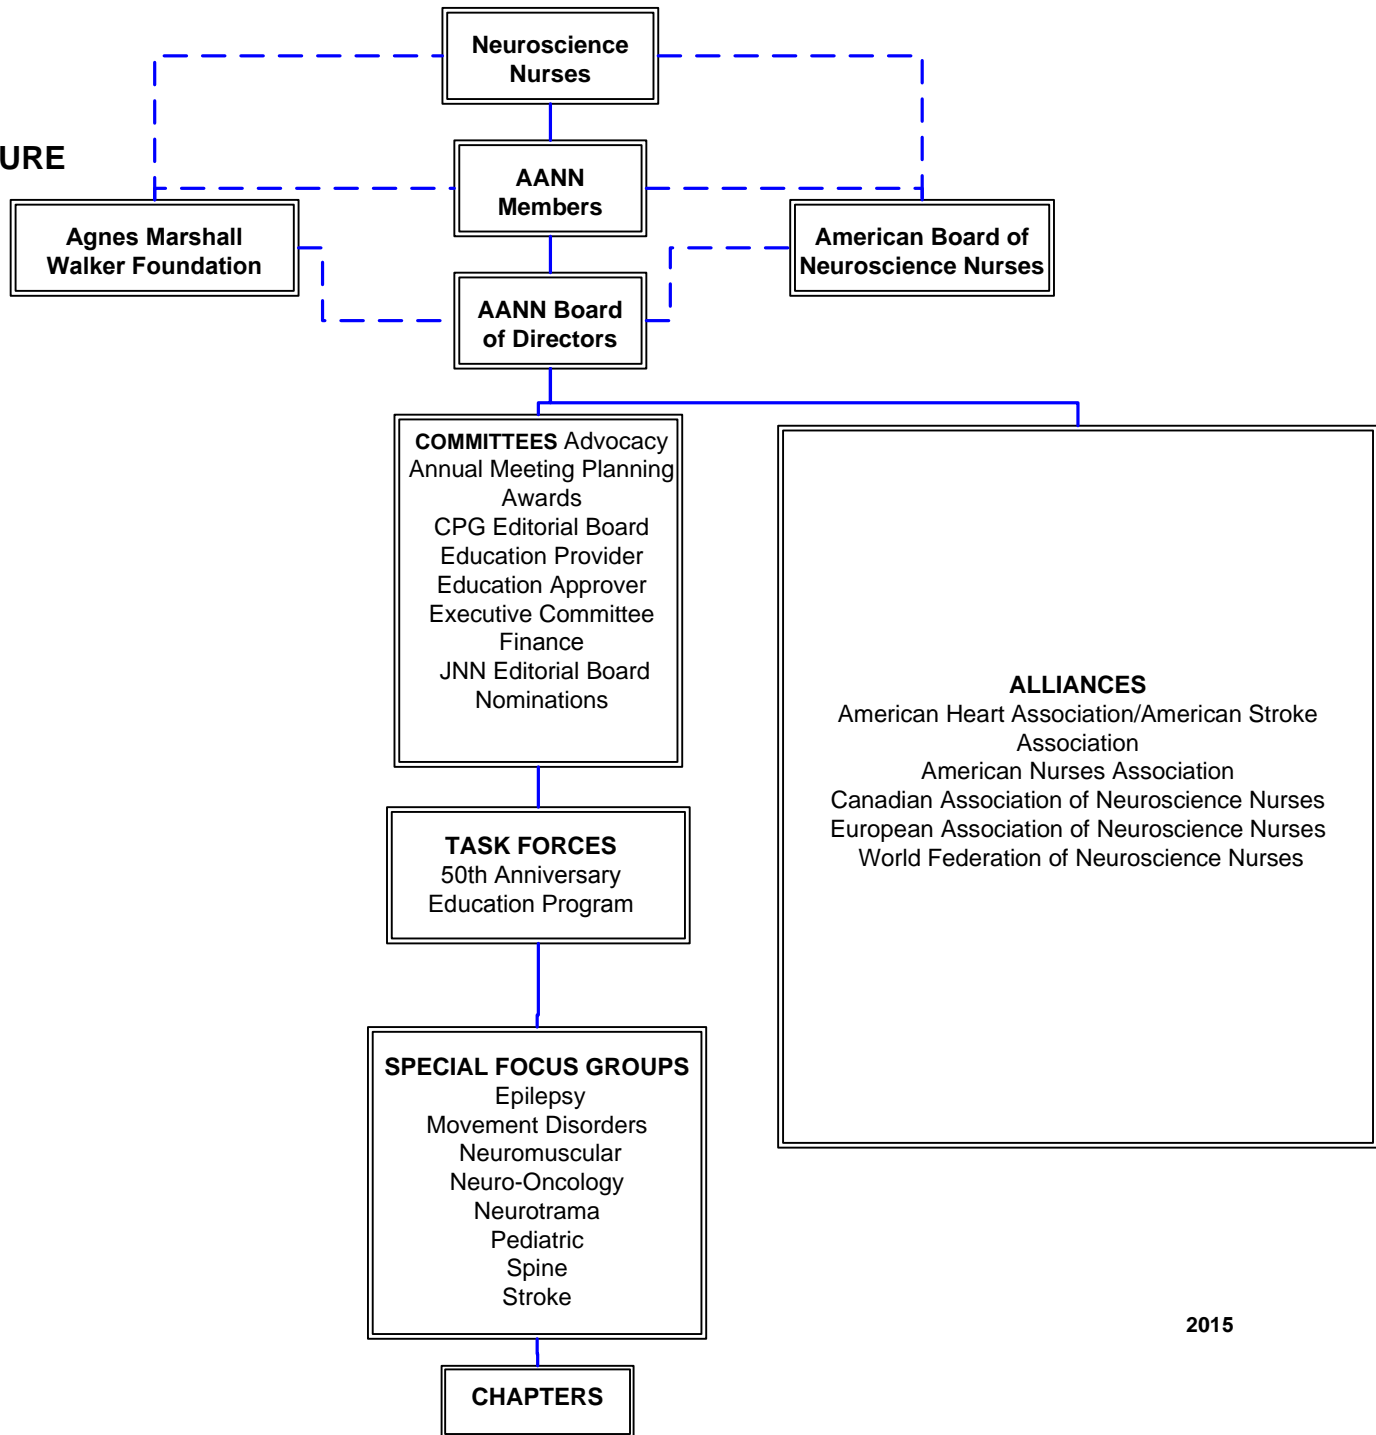 Neuroscience
Nurses
URE
AANN
Members
Agnes Marshall
Walker Foundation
American Board of
Neuroscience Nurses
AANN Board
of Directors
COMMITTEES Advocacy
Annual Meeting Planning
Awards
CPG Editorial Board
Education Provider
Education Approver
Executive Committee
Finance
JNN Editorial Board
Nominations
ALLIANCES
American Heart Association/American Stroke
Association
American Nurses Association
Canadian Association of Neuroscience Nurses
European Association of Neuroscience Nurses
World Federation of Neuroscience Nurses
TASK FORCES
50th Anniversary
Education Program
SPECIAL FOCUS GROUPS
Epilepsy
Movement Disorders
Neuromuscular
Neuro-Oncology
Neurotrama
Pediatric
Spine
Stroke
2015
CHAPTERS